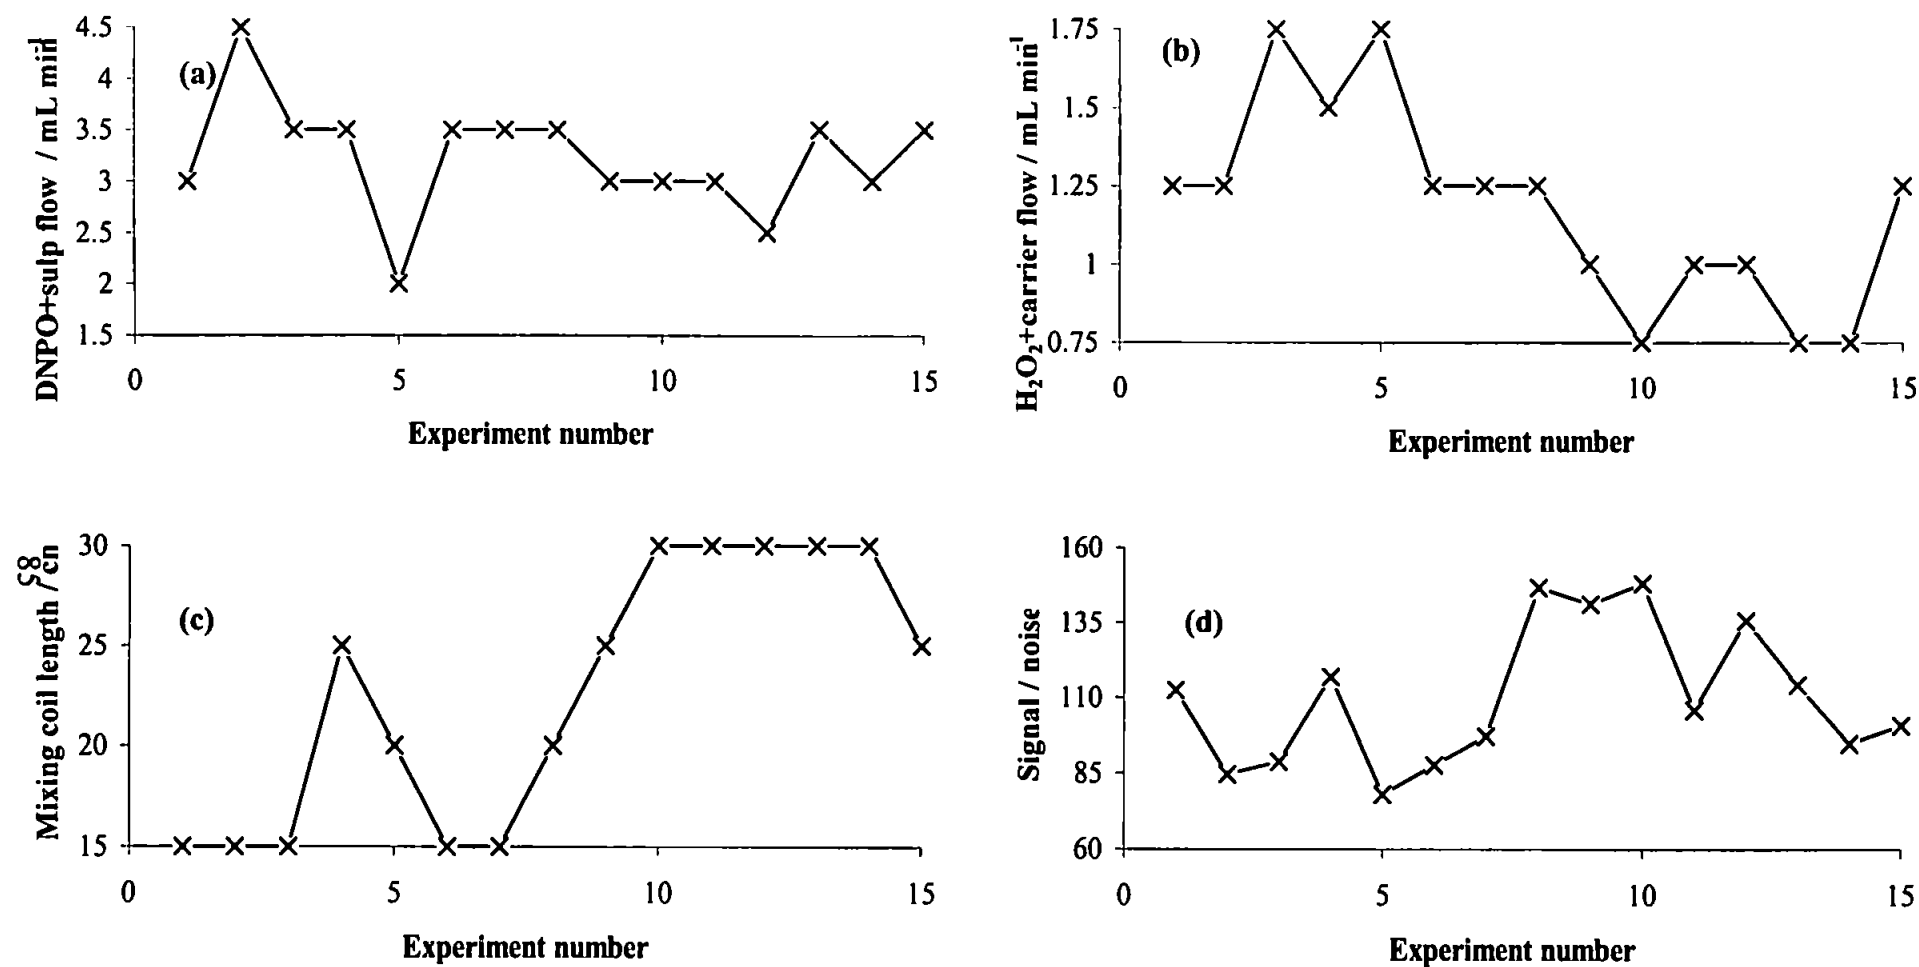 4.5
4
3.5
3
2.5
2
1.5
DNPO+sulp flow / mL min-1
(a)
0 5 10 15
Experiment number
1.75
1.5
1.25
1
0.75
H₂O₂+carrier flow / mL min-1
(b)
0 5 10 15
Experiment number
30
25
20
15
Mixing coil length / cn
(c)
0 5 10 15
Experiment number
160
135
110
85
60
Signal / noise
(d)
0 5 10 15
Experiment number